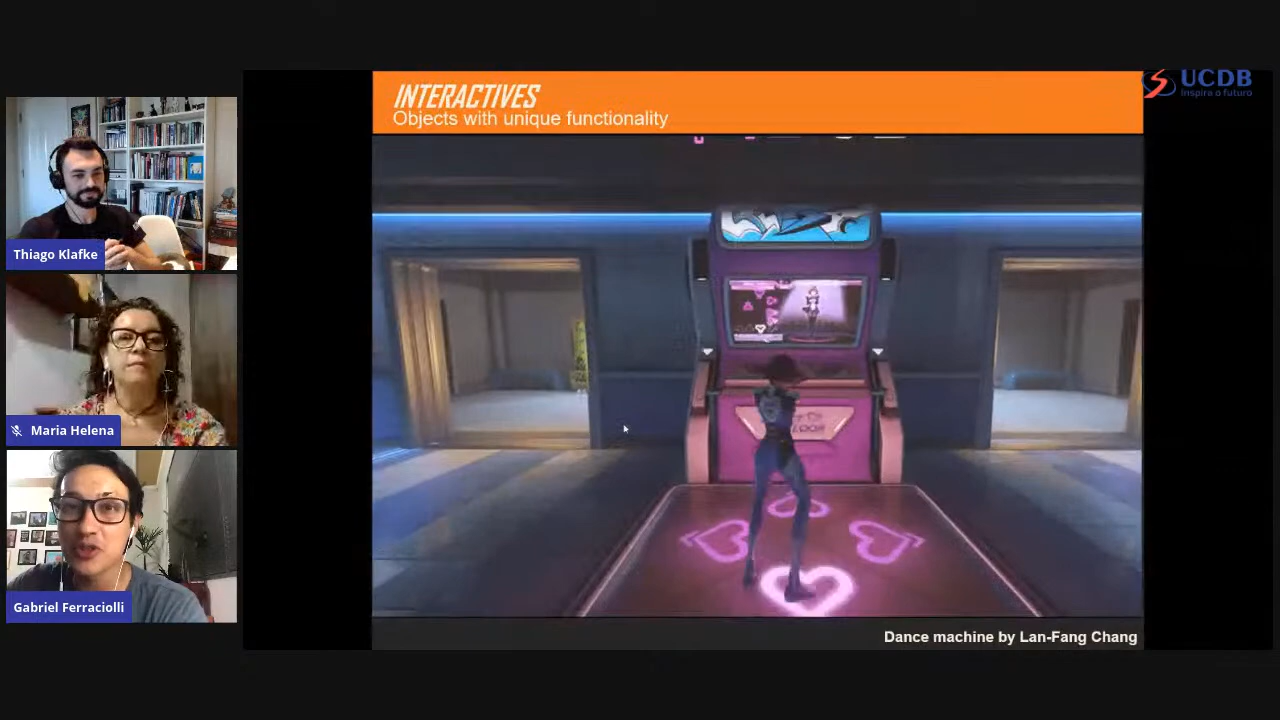 INTERACTIVES
Objects with unique functionality
UCDB
Inspira o futuro
Thiago Klafke
Maria Helena
Gabriel Ferraciolli
Dance machine by Lan-Fang Chang